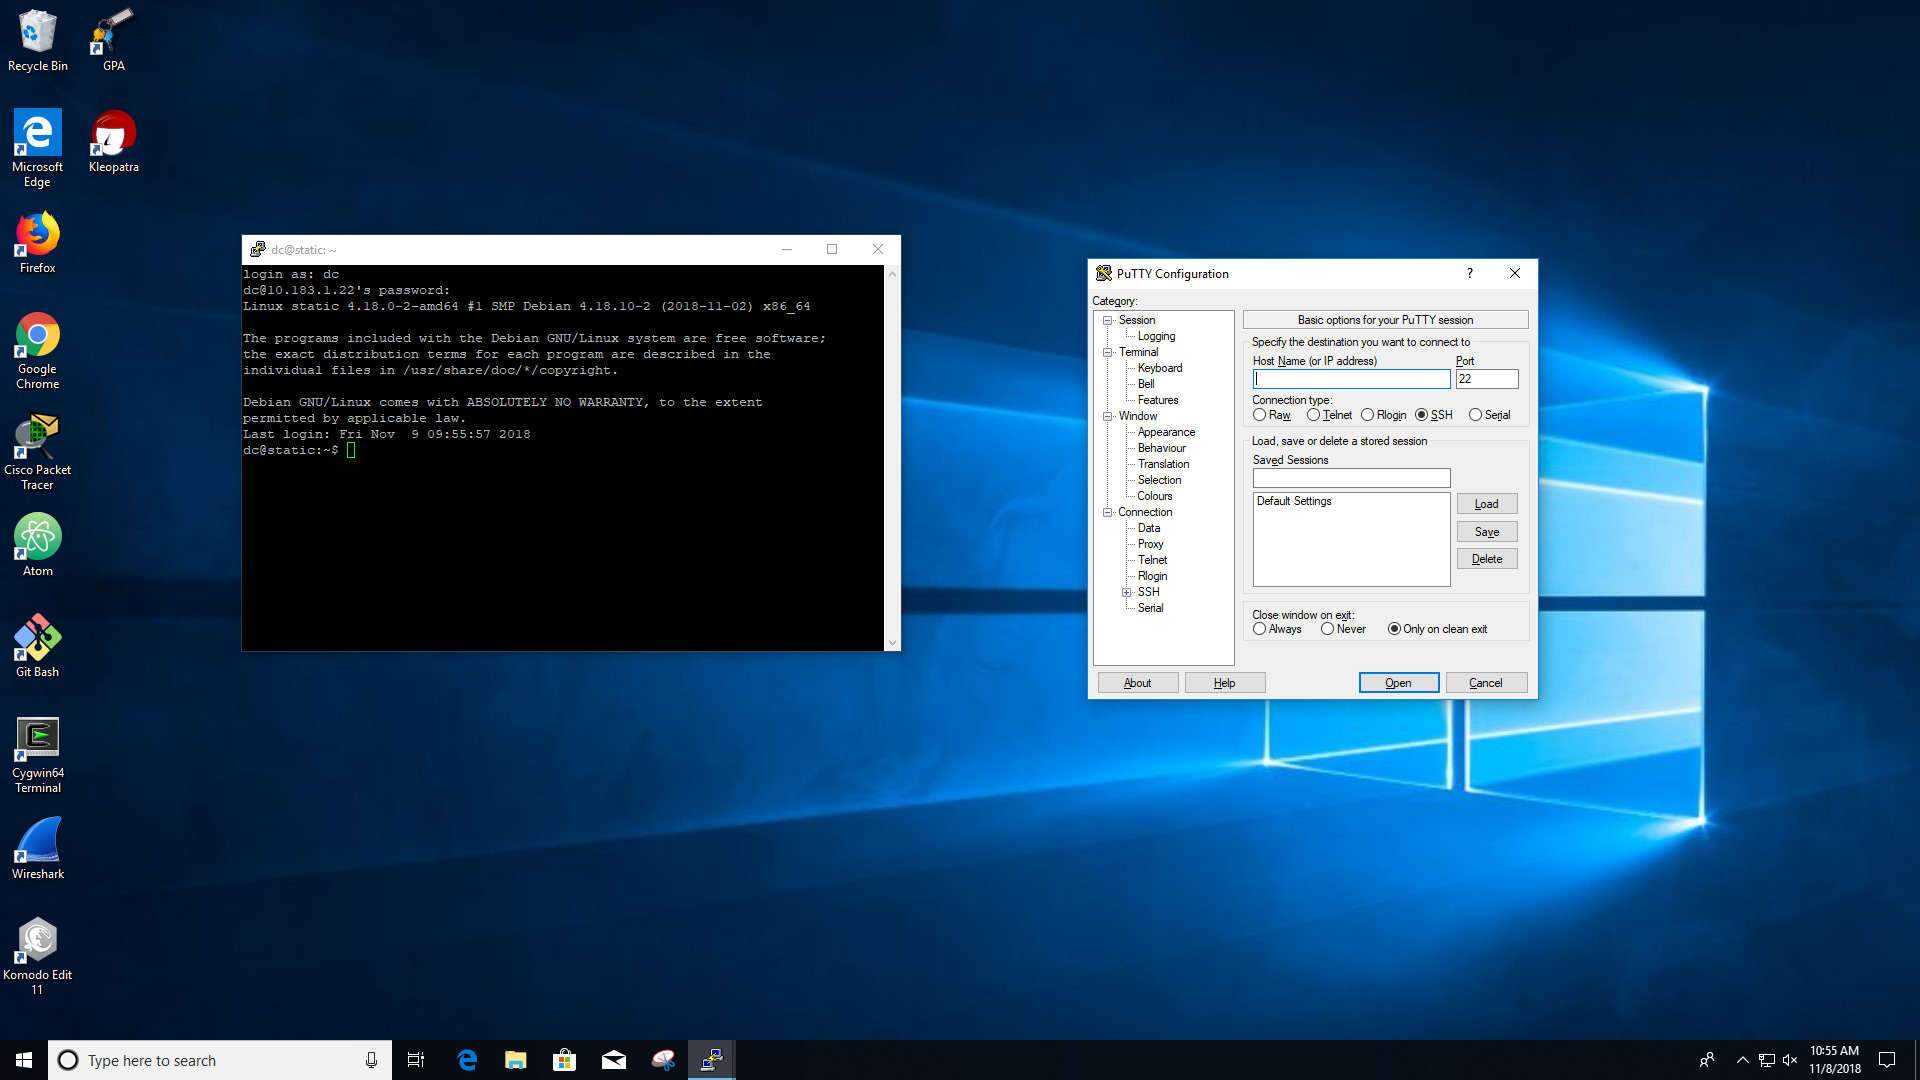 Recycle Bin
GPA
Microsoft
Edge
Kleopatra
Firefox
Google
Chrome
Cisco Packet
Tracer
Atom
Git Bash
Cygwin64
Terminal
Wireshark
Komodo Edit
11
dc@static: ~
login as: dc
dc@10.183.1.22's password:
Linux static 4.18.0-2-amd64 #1 SMP Debian 4.18.10-2 (2018-11-02) x86_64
The programs included with the Debian GNU/Linux system are free software;
the exact distribution terms for each program are described in the
individual files in /usr/share/doc/*/copyright.
Debian GNU/Linux comes with ABSOLUTELY NO WARRANTY, to the extent
permitted by applicable law.
Last login: Fri Nov  9 09:55:57 2018
dc@static:~$
PuTTY Configuration
?
Category:
Session
Logging
Terminal
Keyboard
Bell
Features
Window
Appearance
Behaviour
Translation
Selection
Colours
Connection
Data
Proxy
Telnet
Rlogin
SSH
Serial
Basic options for your PuTTY session
Specify the destination you want to connect to
Host Name (or IP address) Port
22
Connection type:
Raw Telnet Rlogin SSH Serial
Load, save or delete a stored session
Saved Sessions
Default Settings
Load
Save
Delete
Close window on exit:
Always Never Only on clean exit
About Help Open Cancel
Type here to search
10:55 AM
11/8/2018